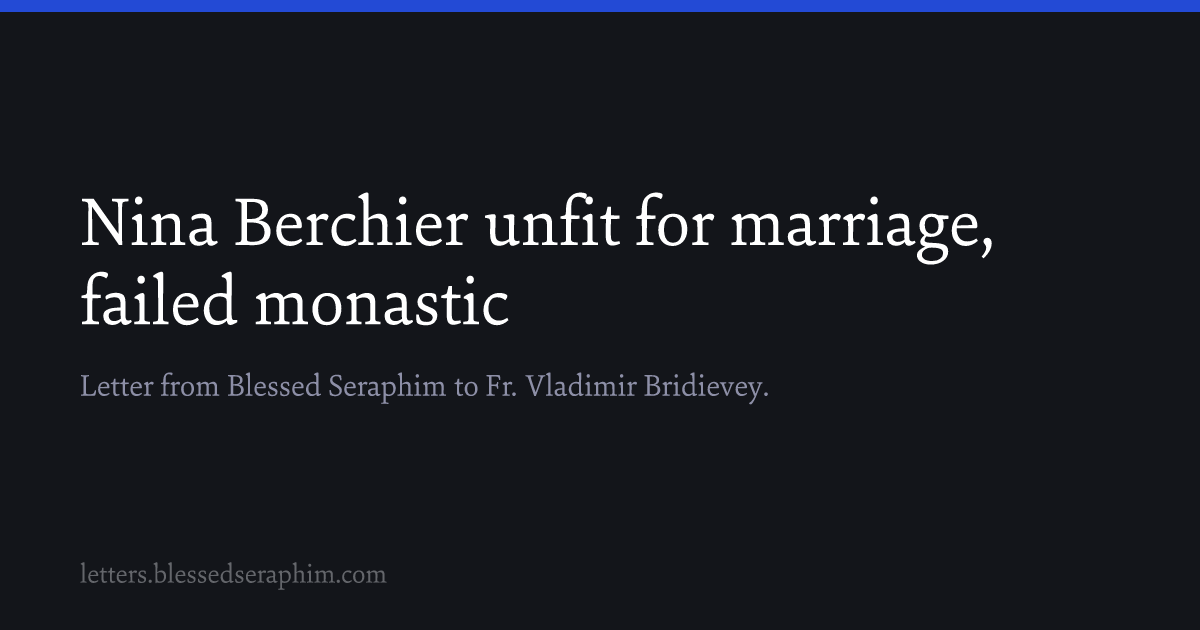 Nina Berchier unfit for marriage,
failed monastic
Letter from Blessed Seraphim to Fr. Vladimir Bridievey.
letters.blessedseraphim.com